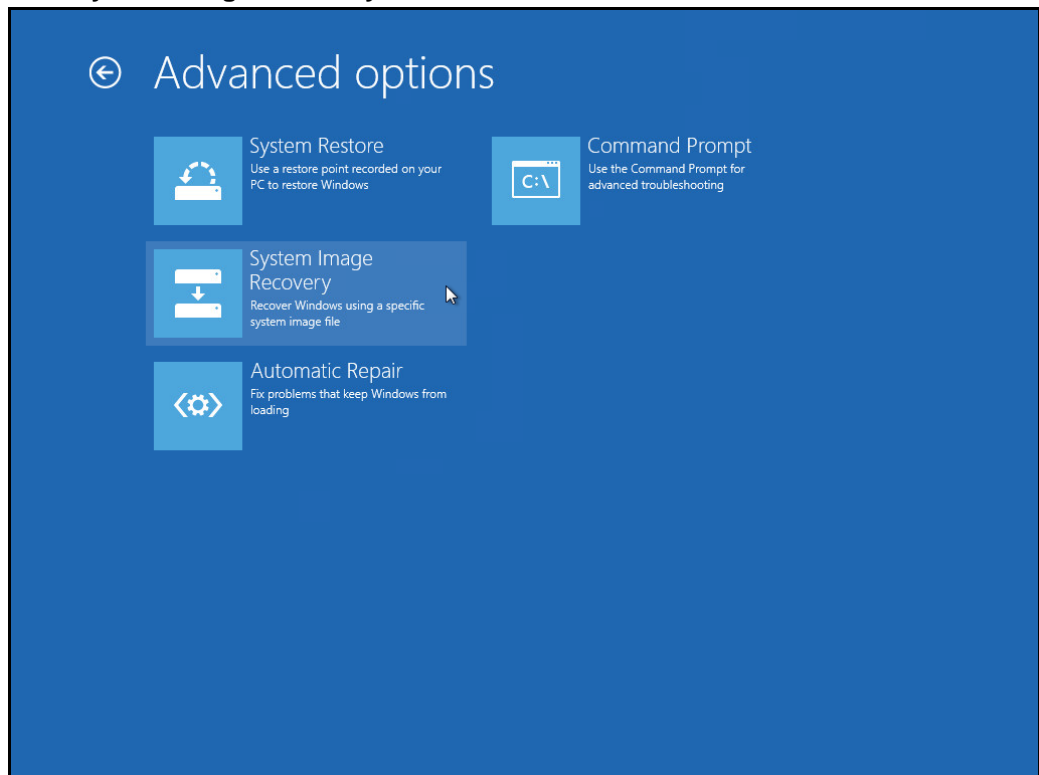 Advanced options
System Restore
Use a restore point recorded on your
PC to restore Windows
System Image
Recovery
Recover Windows using a specific
system image file
Automatic Repair
Fix problems that keep Windows from
loading
Command Prompt
Use the Command Prompt for
advanced troubleshooting
C:\